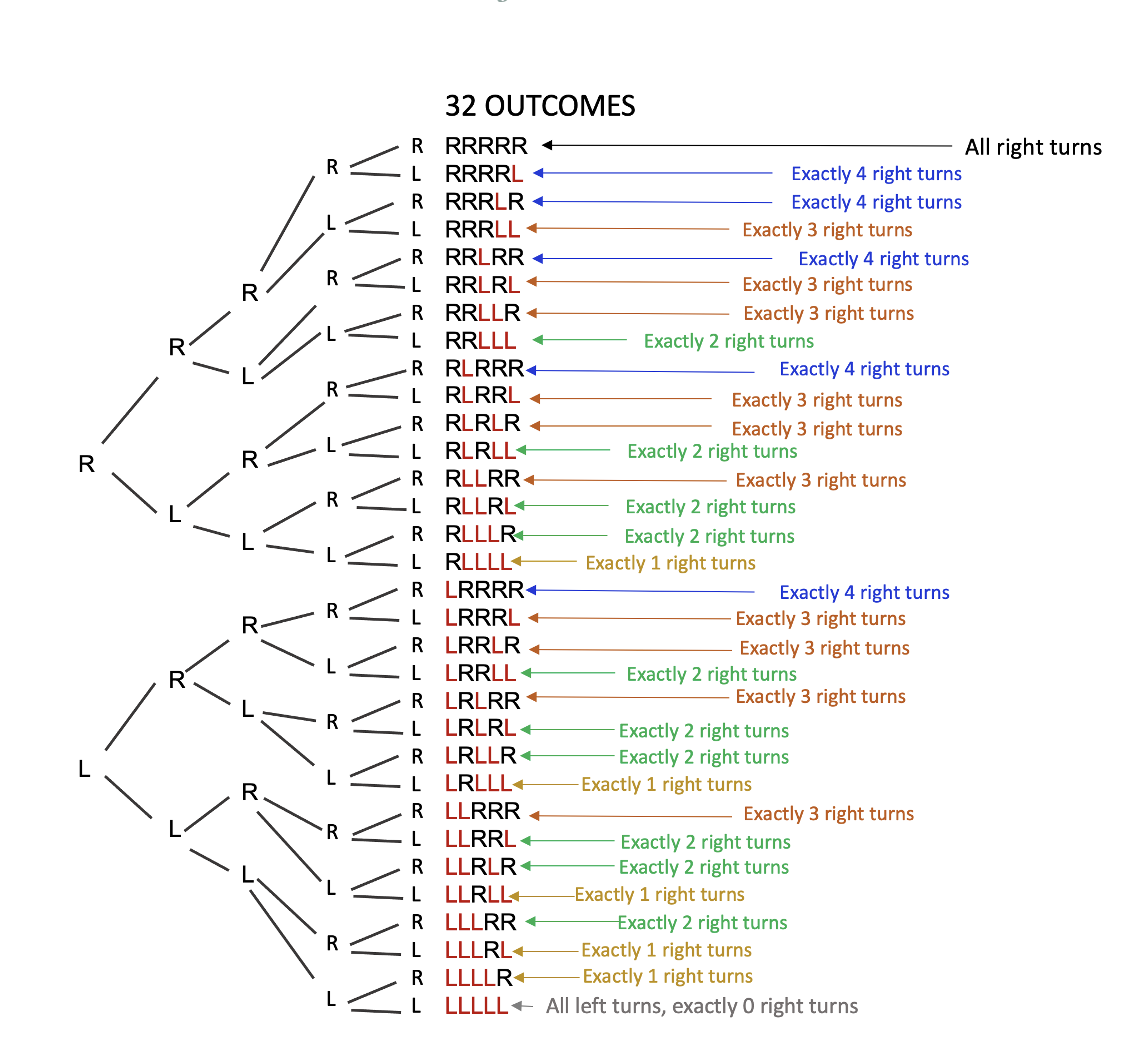 32 OUTCOMES
R RRRRR All right turns
R
L RRRRL Exactly 4 right turns
R RRRLR Exactly 4 right turns
L
L RRRLL Exactly 3 right turns
R RRLRR Exactly 4 right turns
R
L RRLRL Exactly 3 right turns
R
R RRLLR Exactly 3 right turns
L
L RRLLL Exactly 2 right turns
R
R RLRRR Exactly 4 right turns
L
R
L RLRRL Exactly 3 right turns
R RLRLR Exactly 3 right turns
L
L RLRLL Exactly 2 right turns
R
R
R RLLRR Exactly 3 right turns
R
L RLLRL Exactly 2 right turns
L
R RLLLR Exactly 2 right turns
L
L
L RLLLL Exactly 1 right turns
R LRRRR Exactly 4 right turns
R
L LRRRL Exactly 3 right turns
R
R LRRLR Exactly 3 right turns
L
L LRRLL Exactly 2 right turns
R
R LRLRR Exactly 3 right turns
L
R
L LRLRL Exactly 2 right turns
R LRLLR Exactly 2 right turns
L
L
L LRLLL Exactly 1 right turns
R
R LLRRR Exactly 3 right turns
L
R
L LLRRL Exactly 2 right turns
R LLRLR Exactly 2 right turns
L
L
L LLRLL Exactly 1 right turns
R LLLRR Exactly 2 right turns
R
L LLLRL Exactly 1 right turns
R LLLLR Exactly 1 right turns
L
L LLLLL All left turns, exactly 0 right turns